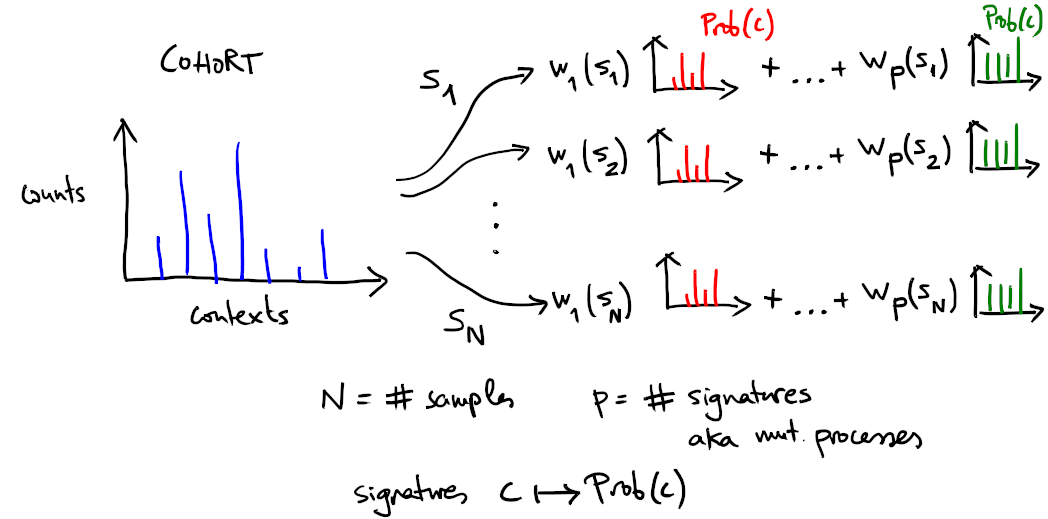 COHORT
counts
contexts
S1
SN
Prob(c)
Prob(c)
w1(s1) + ... + wp(s1)
w1(s2) + ... + wp(s2)
w1(sN) + ... + wp(sN)
N = # samples
p = # signatures
aka mut. processes
signatures c ↦ Prob(c)